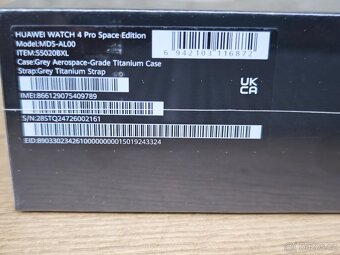 HUAWEI WATCH 4 Pro Space Edition
Model:MDS-AL00
ITEM:55020BXL
Case:Grey Aerospace-Grade Titanium Case
Strap:Grey Titanium Strap
6 942103 116872
UK
CA
IMEI:866129075409789
S/N:28STQ24726002161
EID:89033023426100000000015019243324